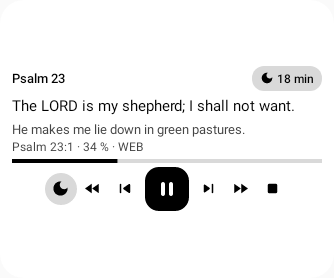 Psalm 23
18 min
The LORD is my shepherd; I shall not want.
He makes me lie down in green pastures.
Psalm 23:1 · 34 % · WEB